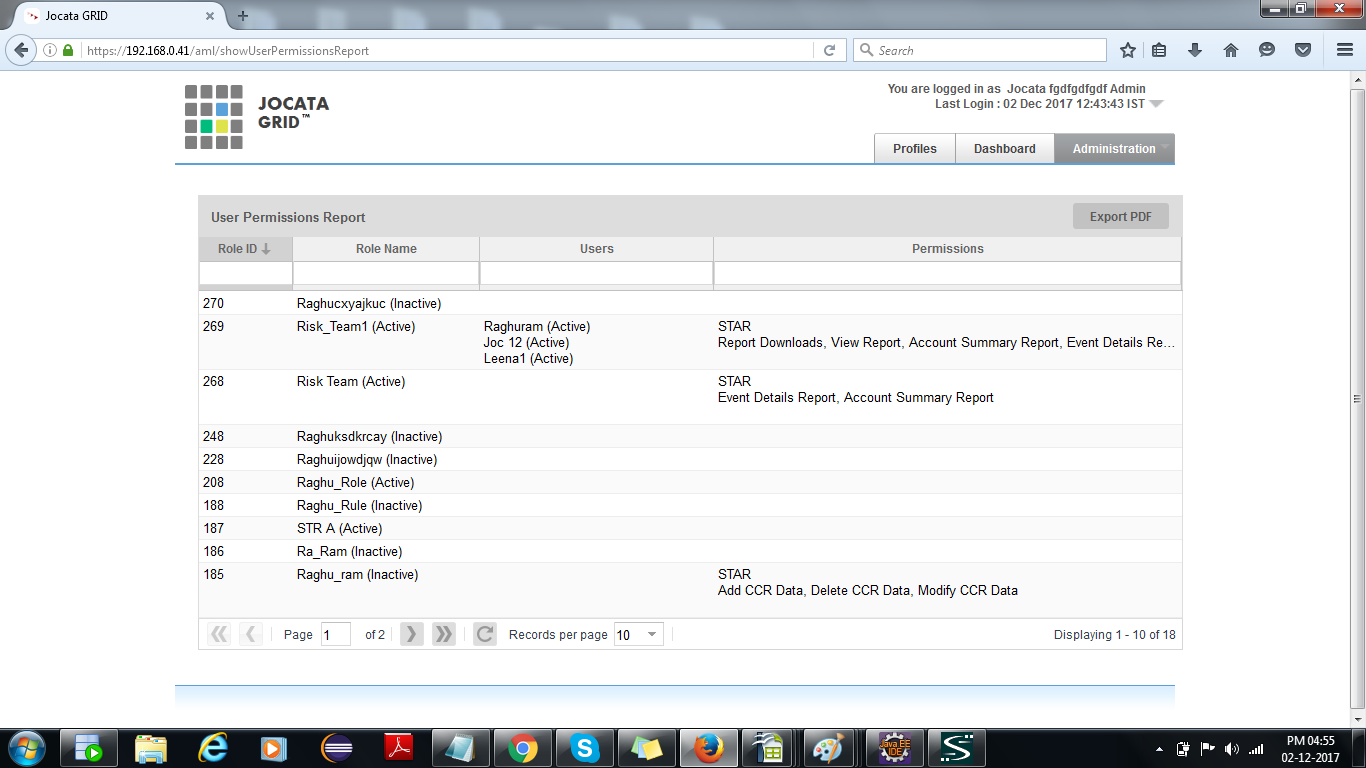 Jocata GRID
https://192.168.0.41/aml/showUserPermissionsReport
Search
JOCATA
GRID™
You are logged in as Jocata fgdfgdfgdf Admin
Last Login : 02 Dec 2017 12:43:43 IST
Profiles Dashboard Administration
User Permissions Report Export PDF
Role ID Role Name Users Permissions
270 Raghucxyajkuc (Inactive)
269 Risk_Team1 (Active) Raghuram (Active) STAR
Joc 12 (Active) Report Downloads, View Report, Account Summary Report, Event Details Re...
Leena1 (Active)
268 Risk Team (Active) STAR
Event Details Report, Account Summary Report
248 Raghuksdkrcay (Inactive)
228 Raghuijowdjqw (Inactive)
208 Raghu_Role (Active)
188 Raghu_Rule (Inactive)
187 STR A (Active)
186 Ra_Ram (Inactive)
185 Raghu_ram (Inactive) STAR
Add CCR Data, Delete CCR Data, Modify CCR Data
Page 1 of 2 Records per page 10 Displaying 1 - 10 of 18
Java EE
IDE
PM 04:55
02-12-2017